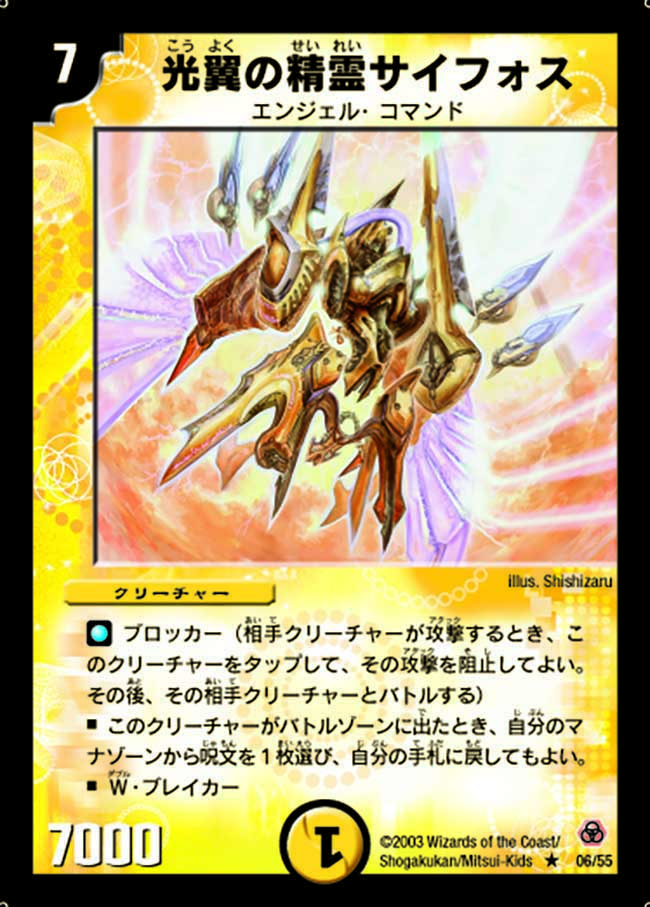 7
光翼の精霊サイフォス
こう よく せい れい
エンジェル・コマンド
illus. Shishizaru
クリーチャー
ブロッカー（相手クリーチャーが攻撃するとき、こ
のクリーチャーをタップして、その攻撃を阻止してよい。
その後、その相手クリーチャーとバトルする）
■ このクリーチャーがバトルゾーンに出たとき、自分のマ
ナゾーンから呪文を１枚選び、自分の手札に戻してもよい。
■ W・ブレイカー
7000
1
©2003 Wizards of the Coast/
Shogakukan/Mitsui-Kids ★ 06/55